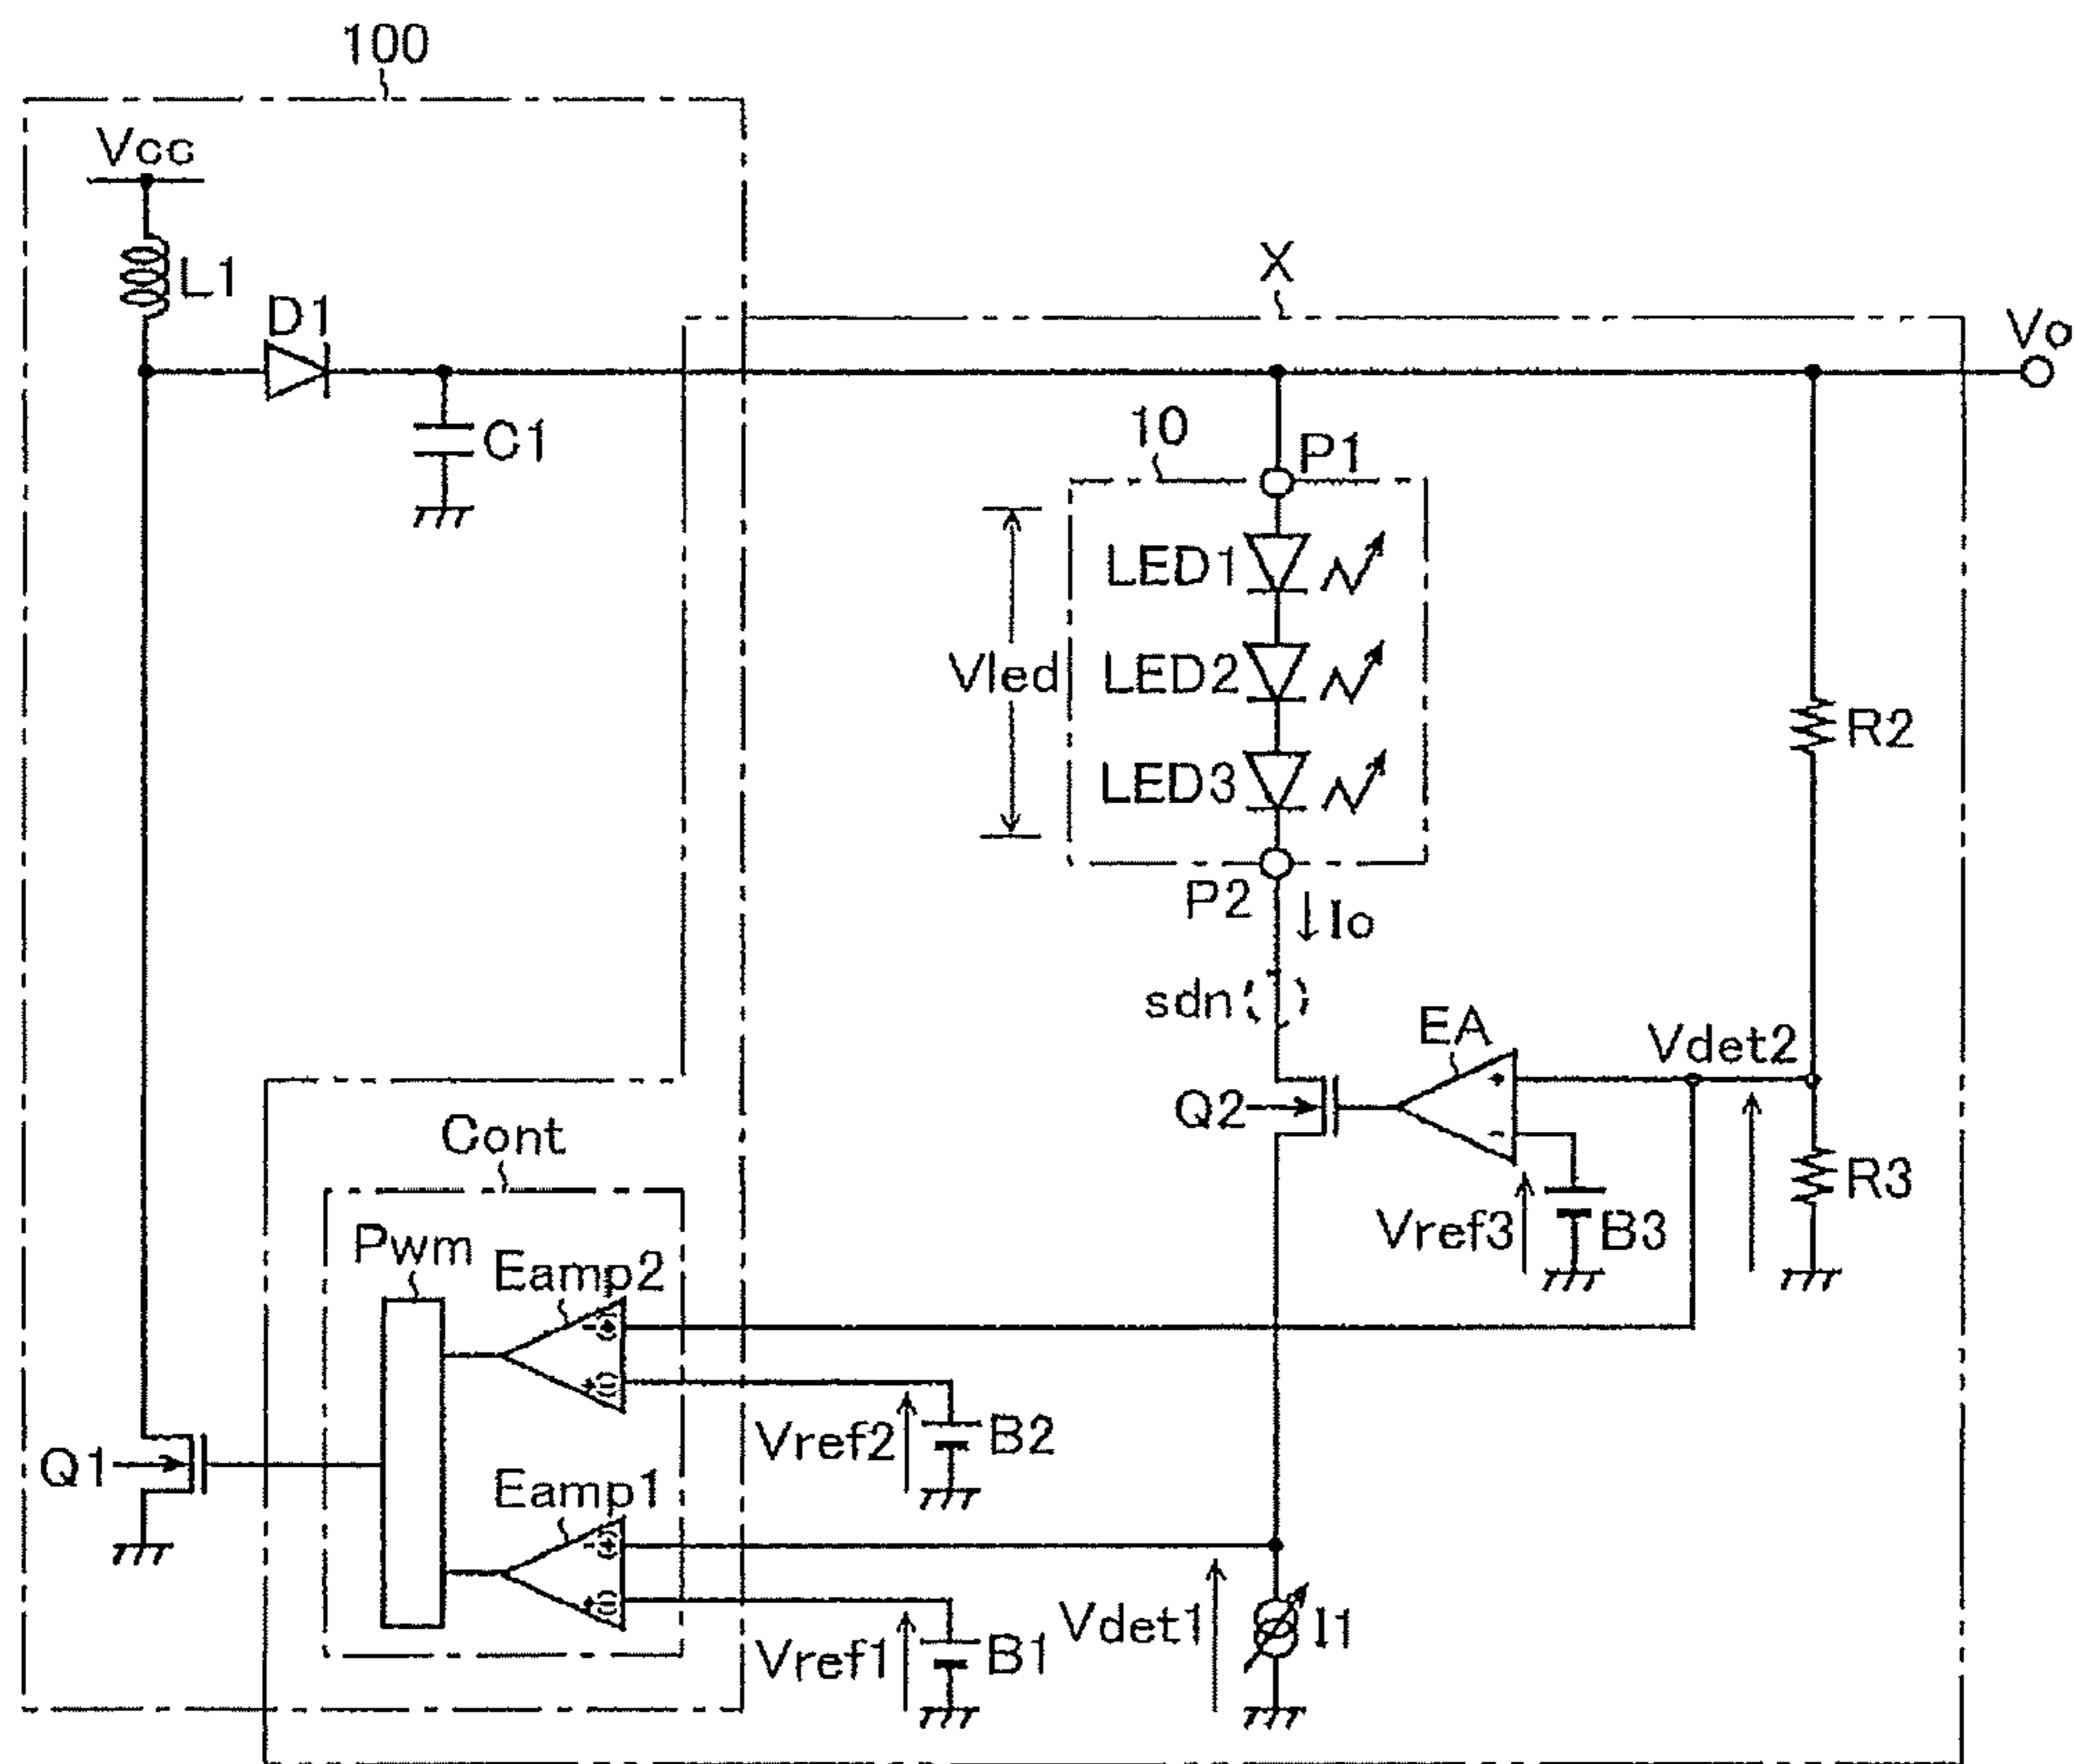 100
Vcc
L1
D1
C1
X
Vo
10
P1
LED1
Vled
LED2
LED3
R2
P2
Io
sdn
EA
Vdet2
Q2
+
-
Cont
Vref3
B3
R3
Pwm
Eamp2
-(+)
+(-)
Vref2
B2
Q1
Eamp1
-(+)
+(-)
Vref1
B1
Vdet1
I1